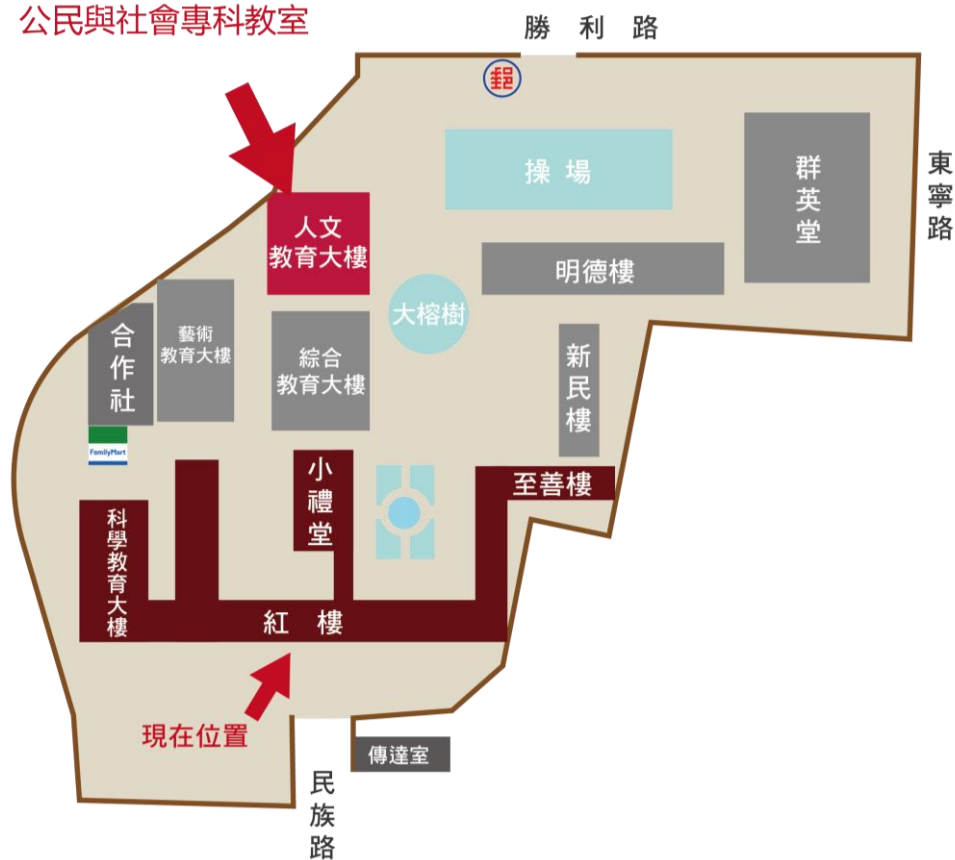 公民與社會專科教室
勝利路
郵
操場
群英堂
東寧路
人文
教育大樓
明德樓
大榕樹
藝術
教育大樓
合作社
綜合
教育大樓
新民樓
FamilyMart
小禮堂
至善樓
科學教育大樓
紅樓
現在位置
傳達室
民族路